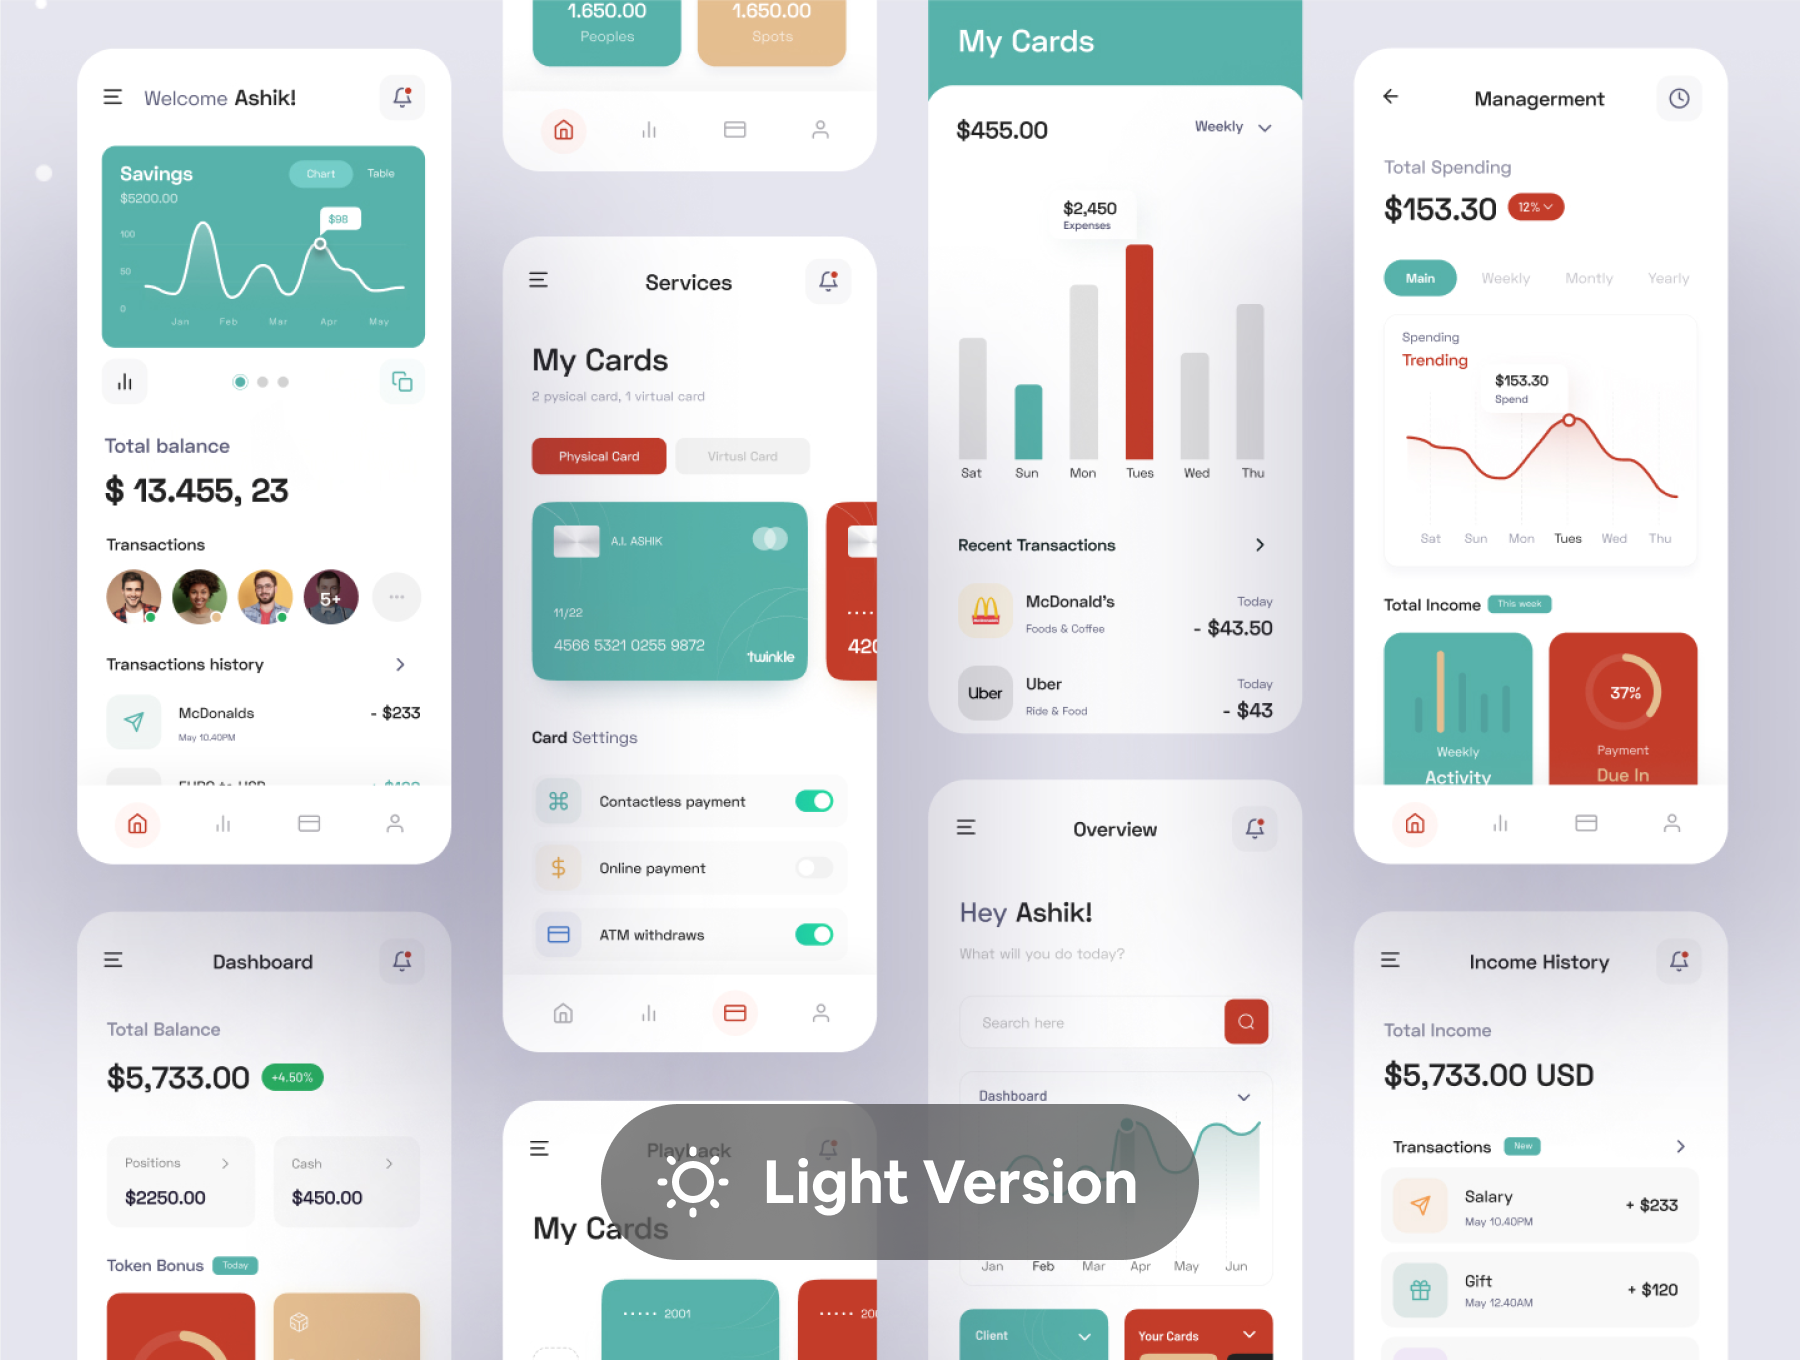 Welcome Ashik!
Savings
Chart
Table
$5200.00
$98
100
50
0
Jan
Feb
Mar
Apr
May
Total balance
$ 13.455, 23
Transactions
5+
Transactions history
McDonalds
- $233
May 10.40PM
Dashboard
Total Balance
$5,733.00
+4.50%
Positions
$2250.00
Cash
$450.00
Token Bonus
Today
1.650.00
Peoples
1.650.00
Spots
Services
My Cards
2 pysical card, 1 virtual card
Physical Card
Virtual Card
A.I. ASHIK
11/22
4566 5321 0255 9872
twinkle
420
Card Settings
Contactless payment
Online payment
ATM withdraws
Playback
My Cards
2001
200
My Cards
$455.00
Weekly
$2,450
Expenses
Sat
Sun
Mon
Tues
Wed
Thu
Recent Transactions
McDonald's
Today
Foods & Coffee
- $43.50
Uber
Uber
Today
Ride & Food
- $43
Overview
Hey Ashik!
What will you do today?
Search here
Dashboard
Light Version
Jan
Feb
Mar
Apr
May
Jun
Client
Your Cards
Managerment
Total Spending
$153.30
12%
Main
Weekly
Montly
Yearly
Spending
Trending
$153.30
Spend
Sat
Sun
Mon
Tues
Wed
Thu
Total Income
This week
Weekly
Activity
37%
Payment
Due In
Income History
Total Income
$5,733.00 USD
Transactions
New
Salary
May 10.40PM
+ $233
Gift
May 12.40AM
+ $120